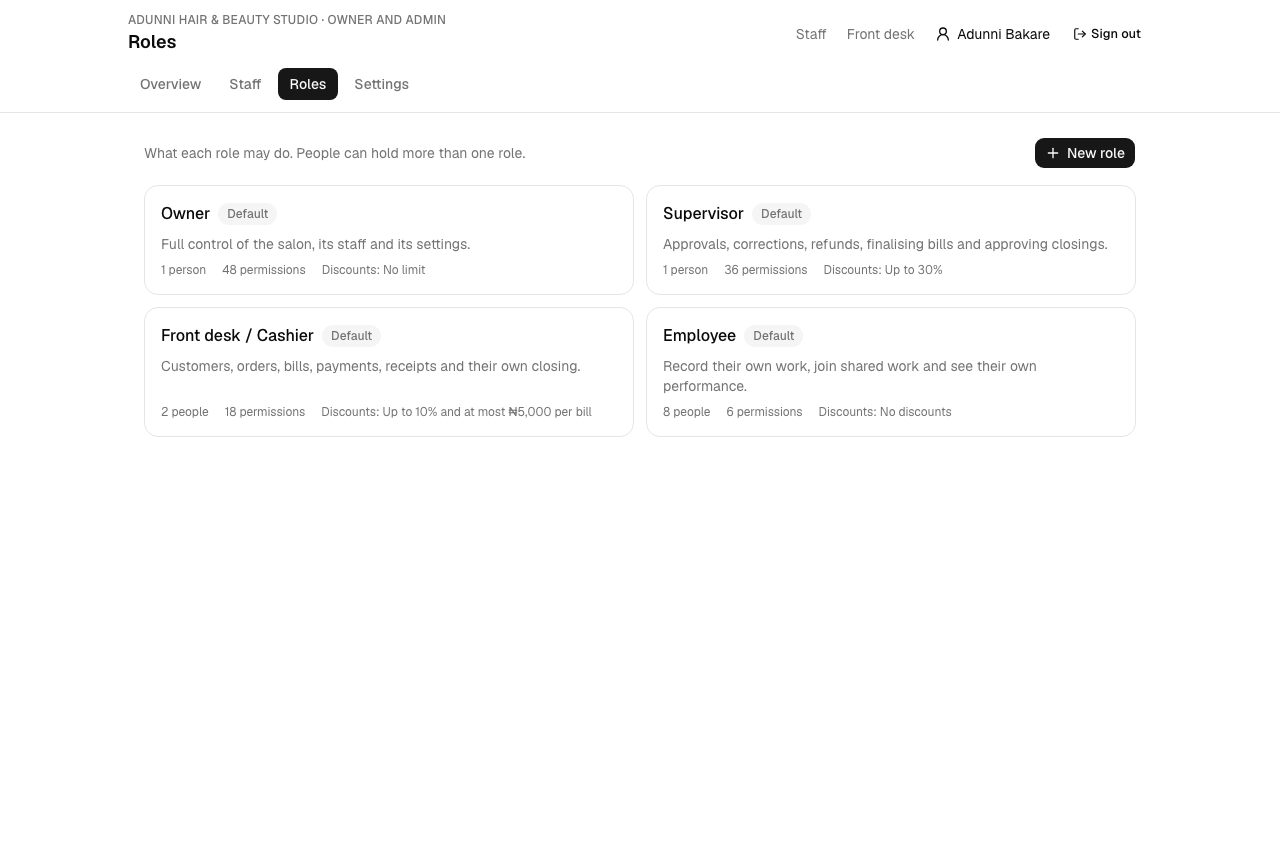 ADUNNI HAIR & BEAUTY STUDIO · OWNER AND ADMIN
Roles
Staff Front desk Adunni Bakare Sign out
Overview Staff Roles Settings
What each role may do. People can hold more than one role.
New role
Owner Default
Full control of the salon, its staff and its settings.
1 person 48 permissions Discounts: No limit
Supervisor Default
Approvals, corrections, refunds, finalising bills and approving closings.
1 person 36 permissions Discounts: Up to 30%
Front desk / Cashier Default
Customers, orders, bills, payments, receipts and their own closing.
2 people 18 permissions Discounts: Up to 10% and at most ₦5,000 per bill
Employee Default
Record their own work, join shared work and see their own
performance.
8 people 6 permissions Discounts: No discounts